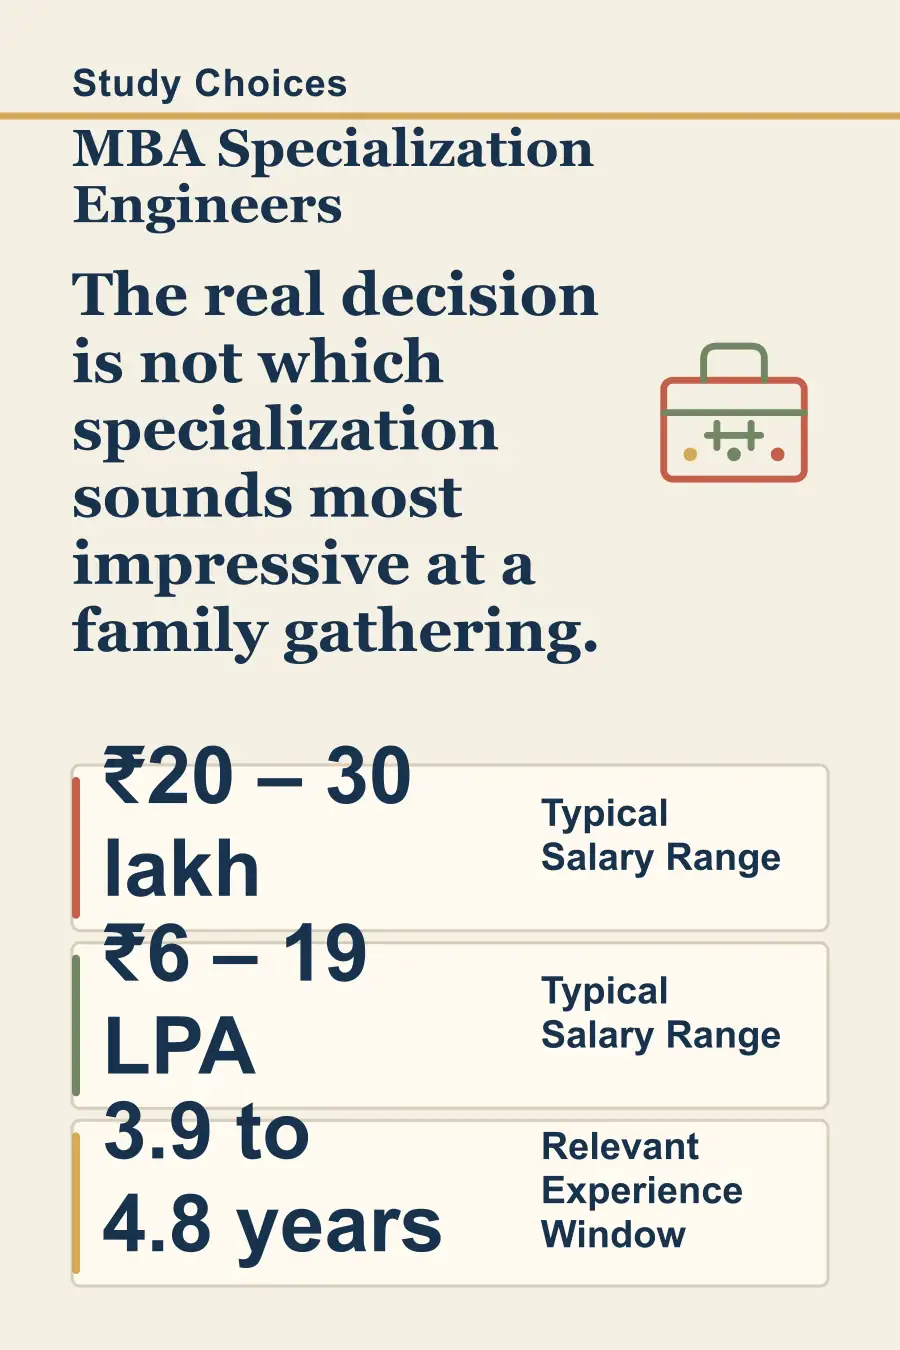 Study Choices
MBA Specialization
Engineers
The real decision
is not which
specialization
sounds most
impressive at a
family gathering.
₹20 – 30
lakh
Typical
Salary Range
₹6 – 19
LPA
Typical
Salary Range
3.9 to
4.8 years
Relevant
Experience
Window